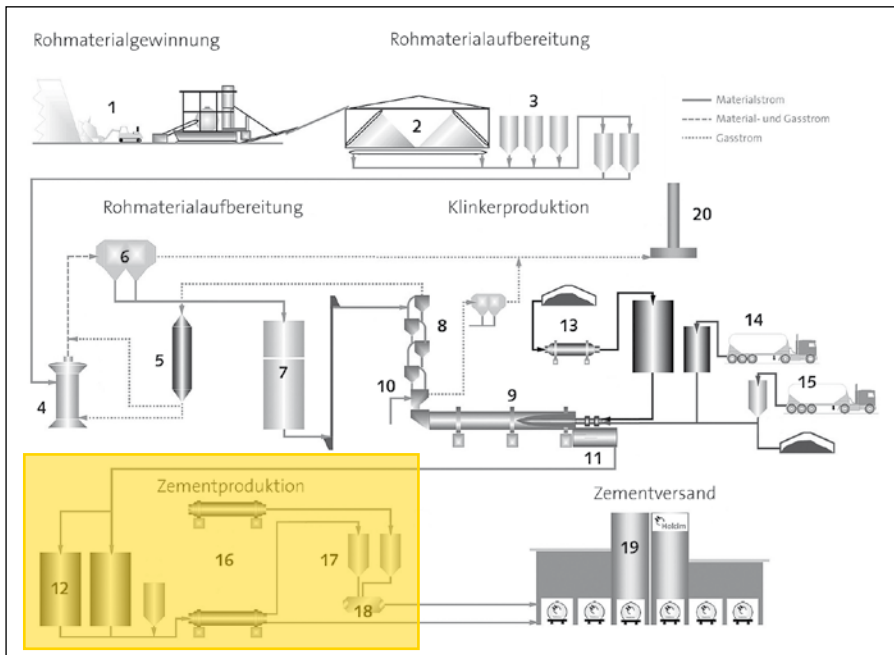 Rohmaterialgewinnung
Rohmaterialaufbereitung
1
2
3
Materialstrom
Material- und Gasstrom
Gasstrom
Rohmaterialaufbereitung
Klinkerproduktion
20
6
8
13
14
5
7
15
4
10
9
11
Zementproduktion
Zementversand
12
16
17
18
19
Holcim